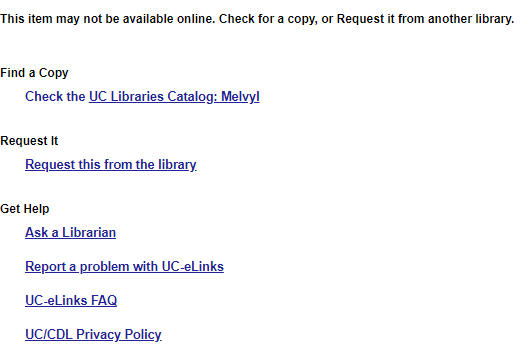 This item may not be available online. Check for a copy, or Request it from another library.
Find a Copy
Check the UC Libraries Catalog: Melvyl
Request It
Request this from the library
Get Help
Ask a Librarian
Report a problem with UC-eLinks
UC-eLinks FAQ
UC/CDL Privacy Policy